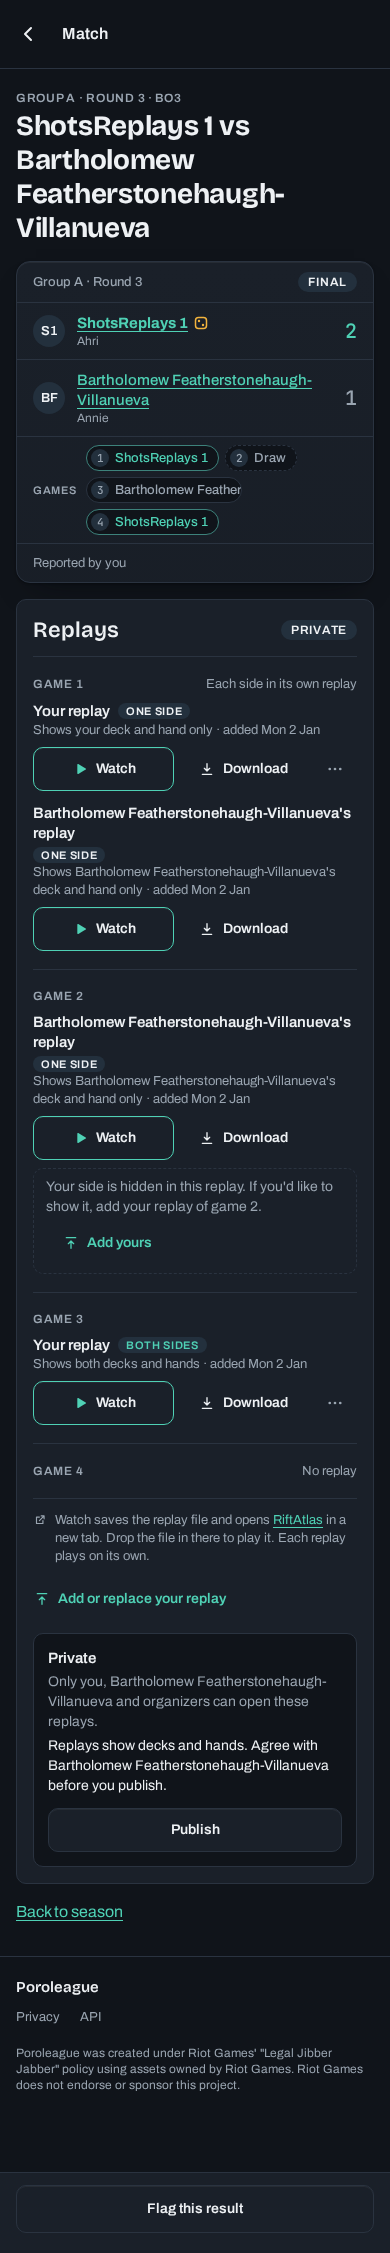 Match
GROUP A · ROUND 3 · BO3
ShotsReplays 1 vs
Bartholomew
Featherstonehaugh-
Villanueva
Group A · Round 3 FINAL
S1 ShotsReplays 1 2
Ahri
BF Bartholomew Featherstonehaugh-
Villanueva 1
Annie
GAMES
1 ShotsReplays 1 2 Draw
3 Bartholomew Feather
4 ShotsReplays 1
Reported by you
Replays PRIVATE
GAME 1 Each side in its own replay
Your replay ONE SIDE
Shows your deck and hand only · added Mon 2 Jan
Watch Download ···
Bartholomew Featherstonehaugh-Villanueva's
replay
ONE SIDE
Shows Bartholomew Featherstonehaugh-Villanueva's
deck and hand only · added Mon 2 Jan
Watch Download
GAME 2
Bartholomew Featherstonehaugh-Villanueva's
replay
ONE SIDE
Shows Bartholomew Featherstonehaugh-Villanueva's
deck and hand only · added Mon 2 Jan
Watch Download
Your side is hidden in this replay. If you'd like to
show it, add your replay of game 2.
Add yours
GAME 3
Your replay BOTH SIDES
Shows both decks and hands · added Mon 2 Jan
Watch Download ···
GAME 4 No replay
Watch saves the replay file and opens RiftAtlas in a
new tab. Drop the file in there to play it. Each replay
plays on its own.
Add or replace your replay
Private
Only you, Bartholomew Featherstonehaugh-
Villanueva and organizers can open these
replays.
Replays show decks and hands. Agree with
Bartholomew Featherstonehaugh-Villanueva
before you publish.
Publish
Back to season
Poroleague
Privacy API
Poroleague was created under Riot Games' "Legal Jibber
Jabber" policy using assets owned by Riot Games. Riot Games
does not endorse or sponsor this project.
Flag this result